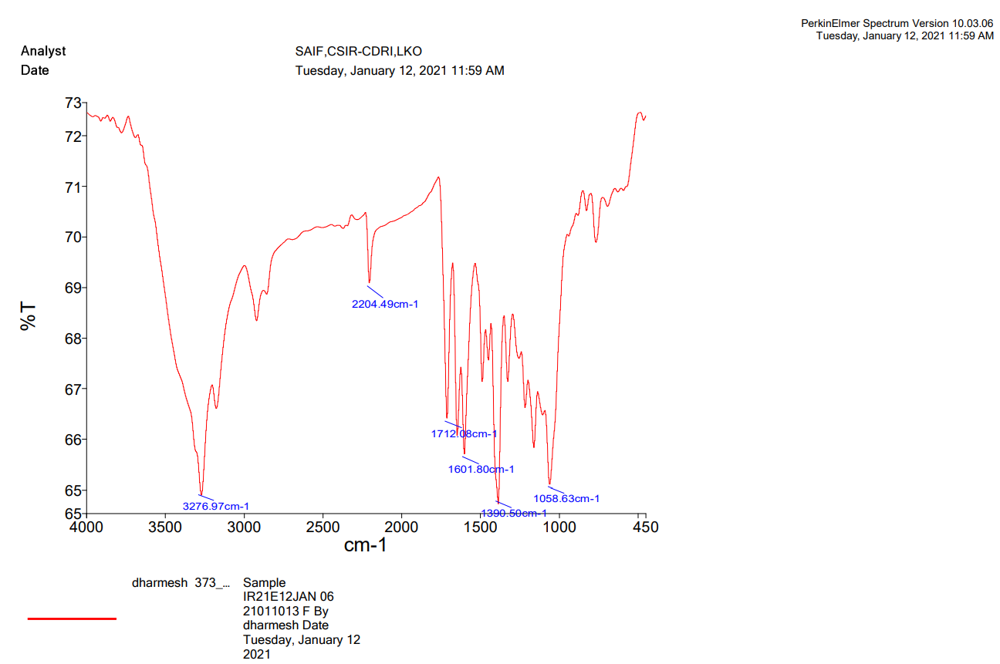 PerkinElmer Spectrum Version 10.03.06
Tuesday, January 12, 2021 11:59 AM
Analyst SAIF,CSIR-CDRI,LKO
Date Tuesday, January 12, 2021 11:59 AM
73
72
71
70
69
68
67
66
65
65
%T
2204.49cm-1
1712.08cm-1
1601.80cm-1
3276.97cm-1
1058.63cm-1
1390.50cm-1
4000 3500 3000 2500 2000 1500 1000 450
cm-1
dharmesh 373_... Sample
IR21E12JAN 06
21011013 F By
dharmesh Date
Tuesday, January 12
2021